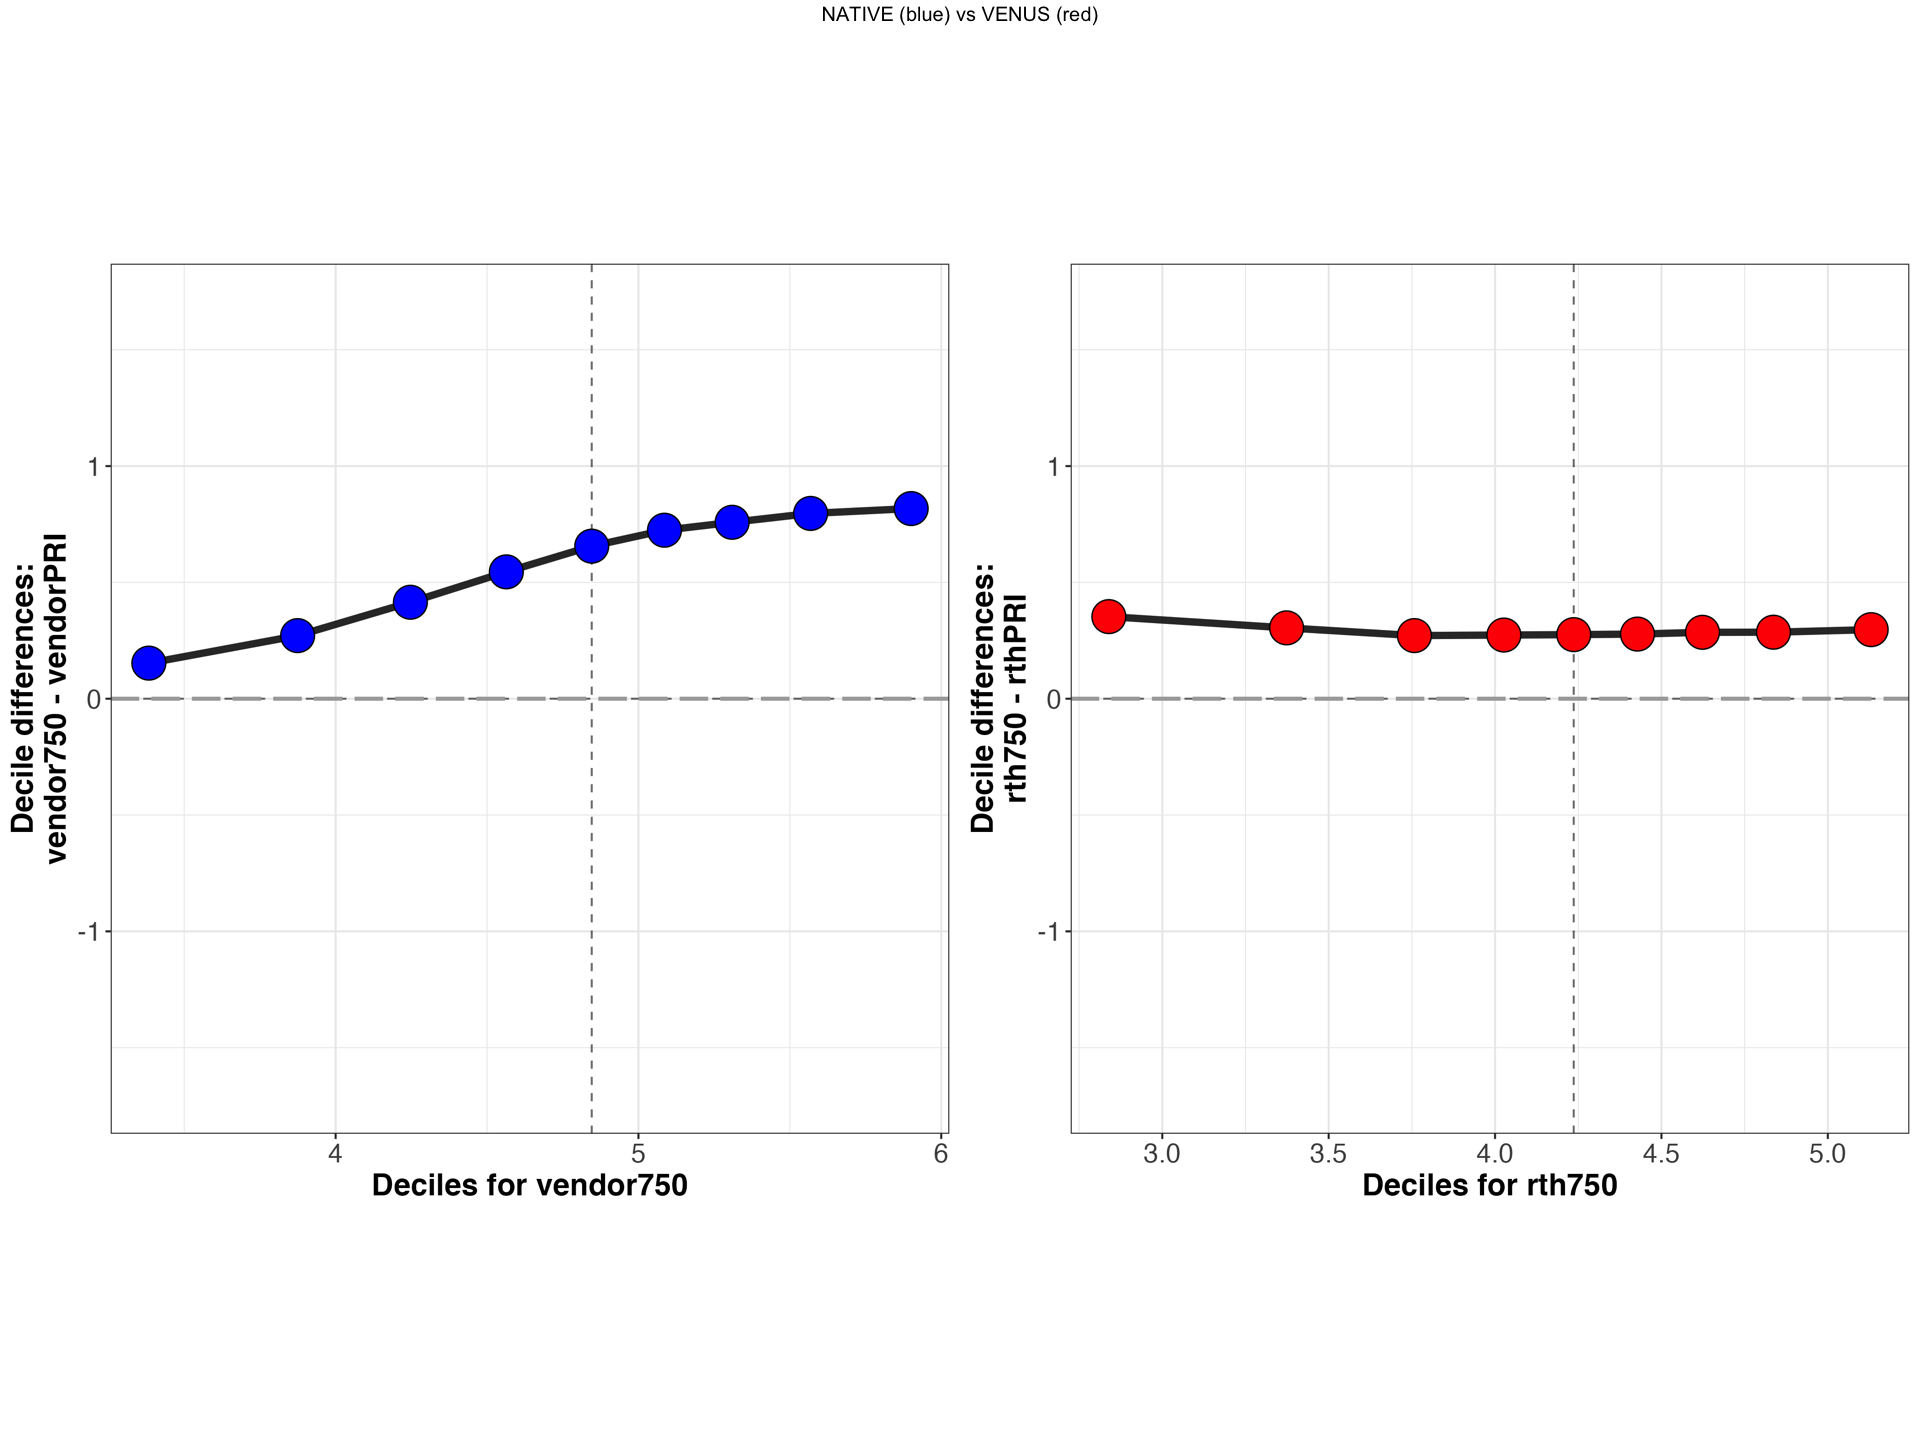 NATIVE (blue) vs VENUS (red)
Decile differences:
vendor750 - vendorPRI
1
0
-1
4
5
6
Deciles for vendor750
Decile differences:
rth750 - rthPRI
1
0
-1
3.0
3.5
4.0
4.5
5.0
Deciles for rth750